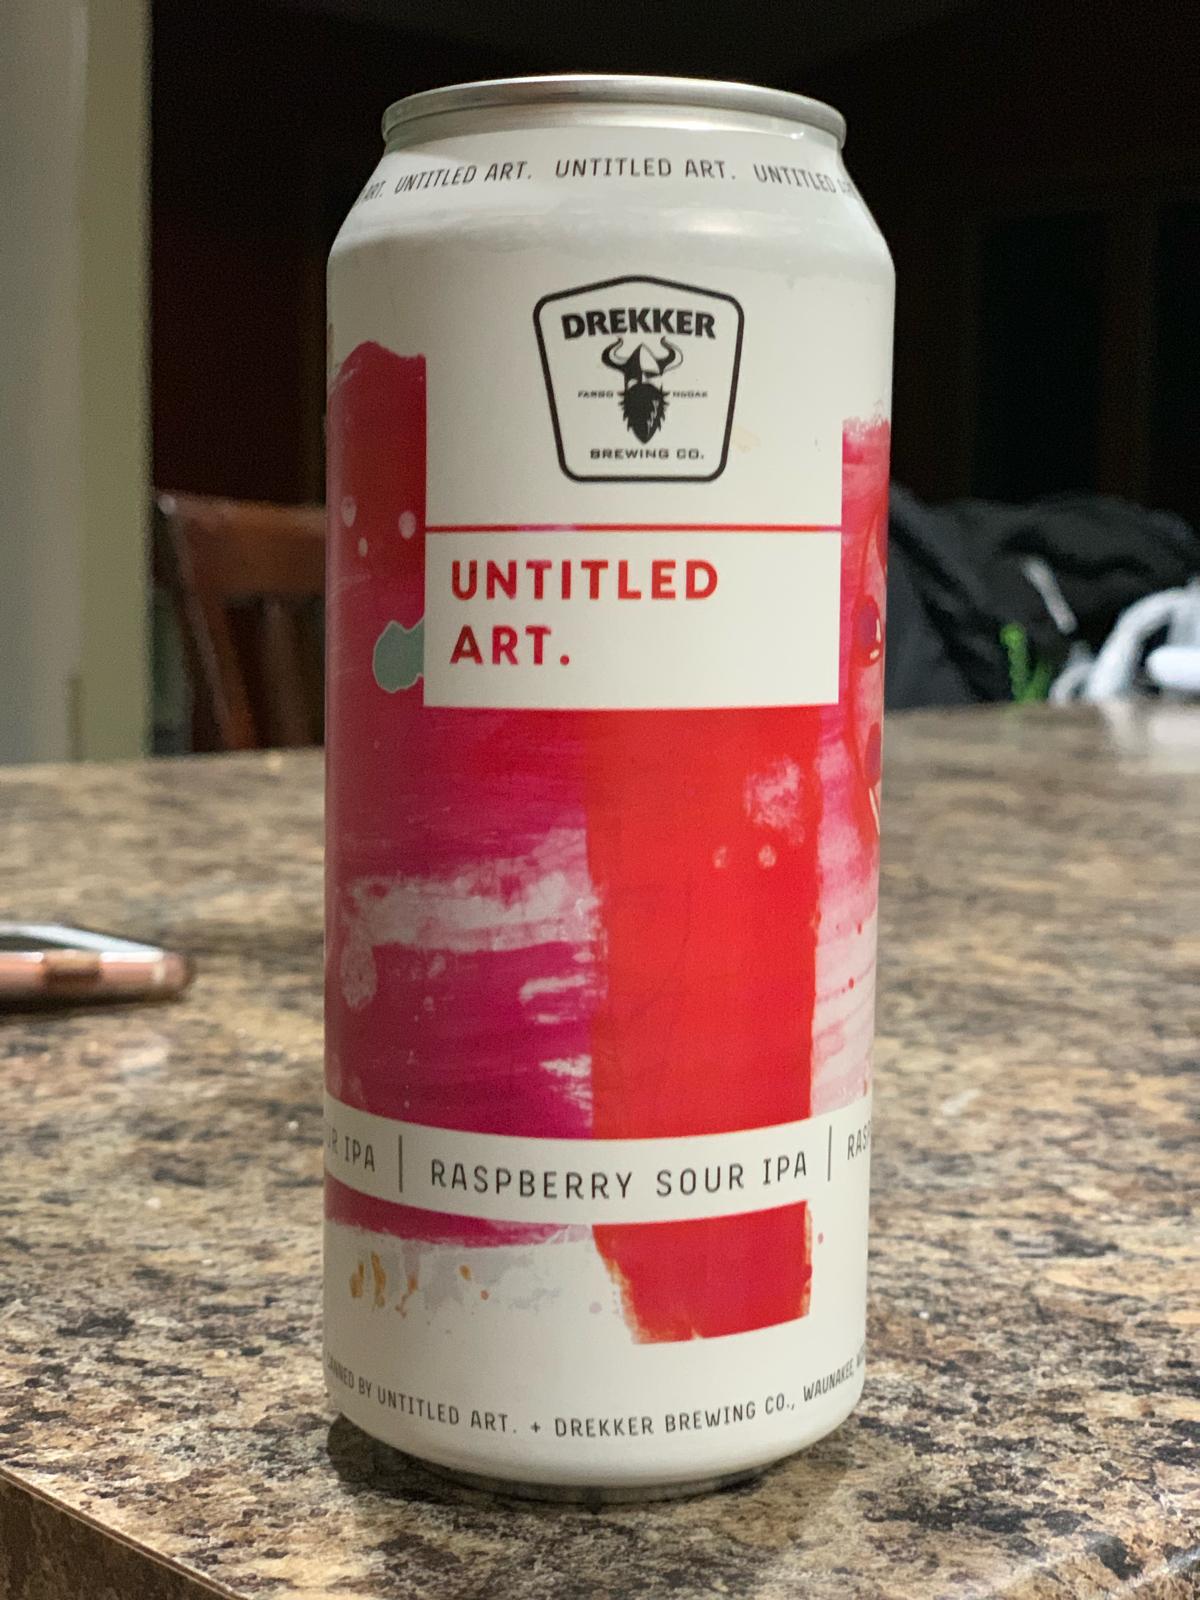 ART. UNTITLED ART. UNTITLED ART. UNTITLED
DREKKER
FARGO NODAK
BREWING CO.
UNTITLED
ART.
IPA | RASPBERRY SOUR IPA |
CANNED BY UNTITLED ART. + DREKKER BREWING CO., WAUNAKEE,